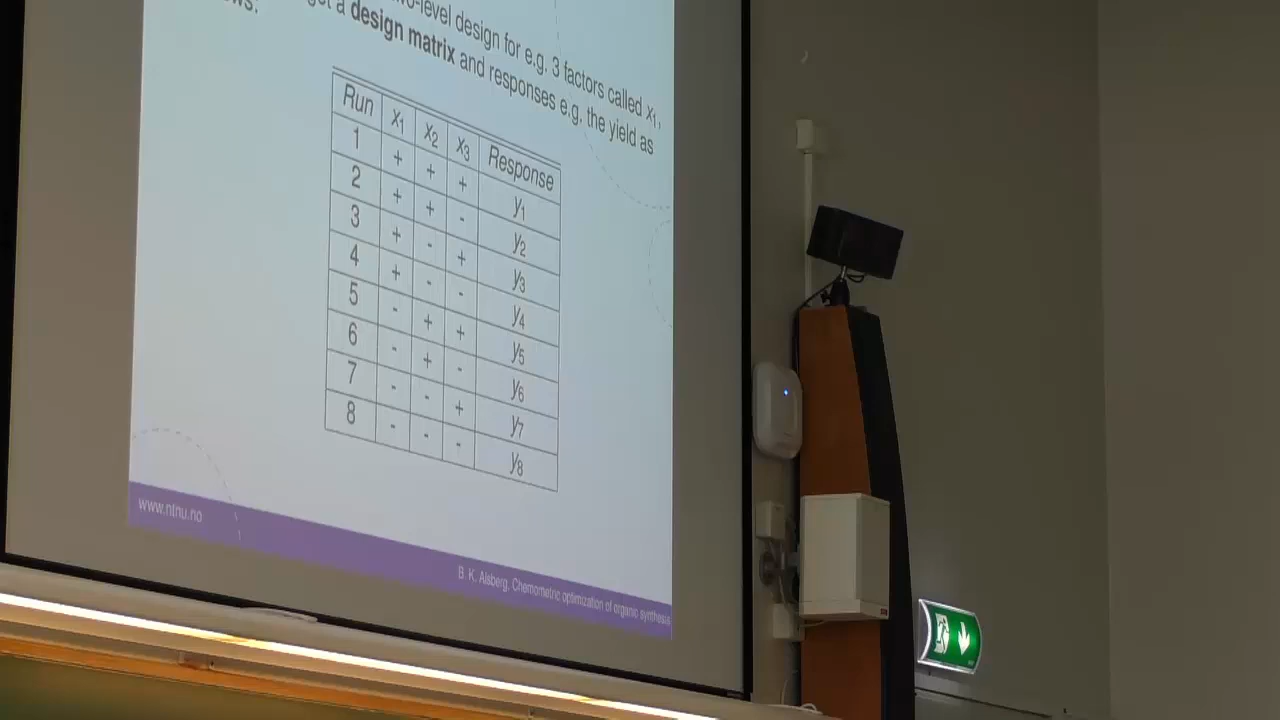 two-level design for e.g. 3 factors called x1,
get a design matrix and responses e.g. the yield as
Run x1 x2 x3 Response
1 + + + y1
2 + + - y2
3 + - + y3
4 + - - y4
5 - + + y5
6 - + - y6
7 - - + y7
8 - - - y8
www.ntnu.no
B. K. Alsberg, Chemometric optimization of organic synthesis